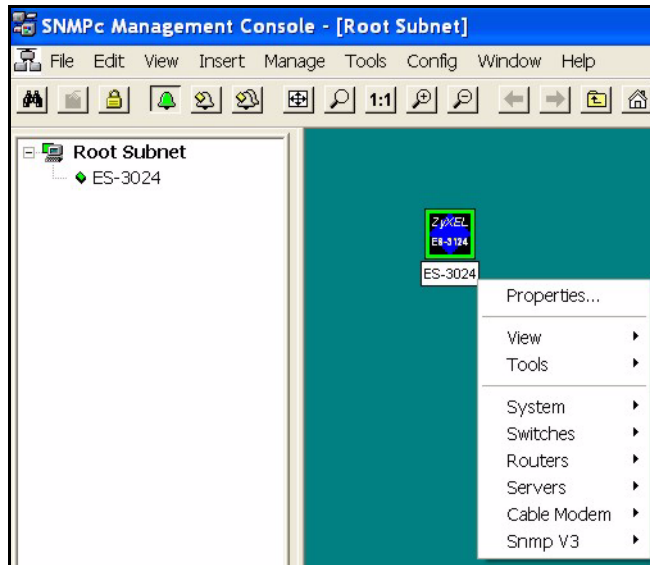 SNMPc Management Console - [Root Subnet]
File Edit View Insert Manage Tools Config Window Help
1:1
Root Subnet
ES-3024
ZyXEL
ES-3124
ES-3024
Properties...
View
Tools
System
Switches
Routers
Servers
Cable Modem
Snmp V3